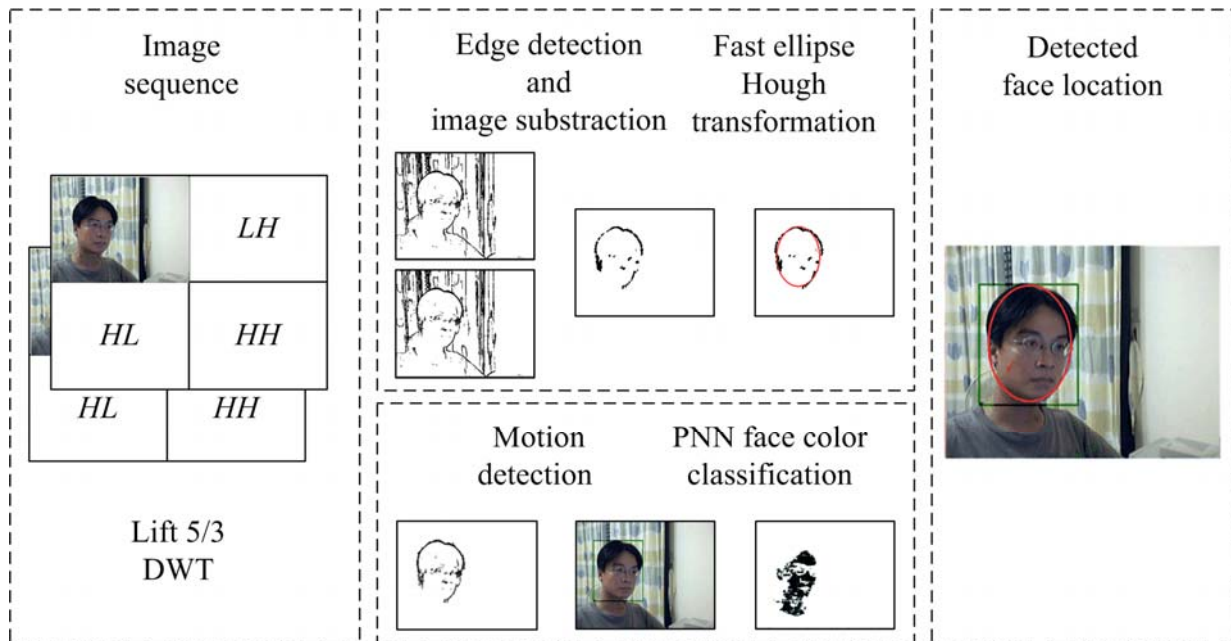 Image
sequence
LH
HL
HH
HL
HH
Lift 5/3
DWT
Edge detection
and
image substraction
Fast ellipse
Hough
transformation
Motion
detection
PNN face color
classification
Detected
face location